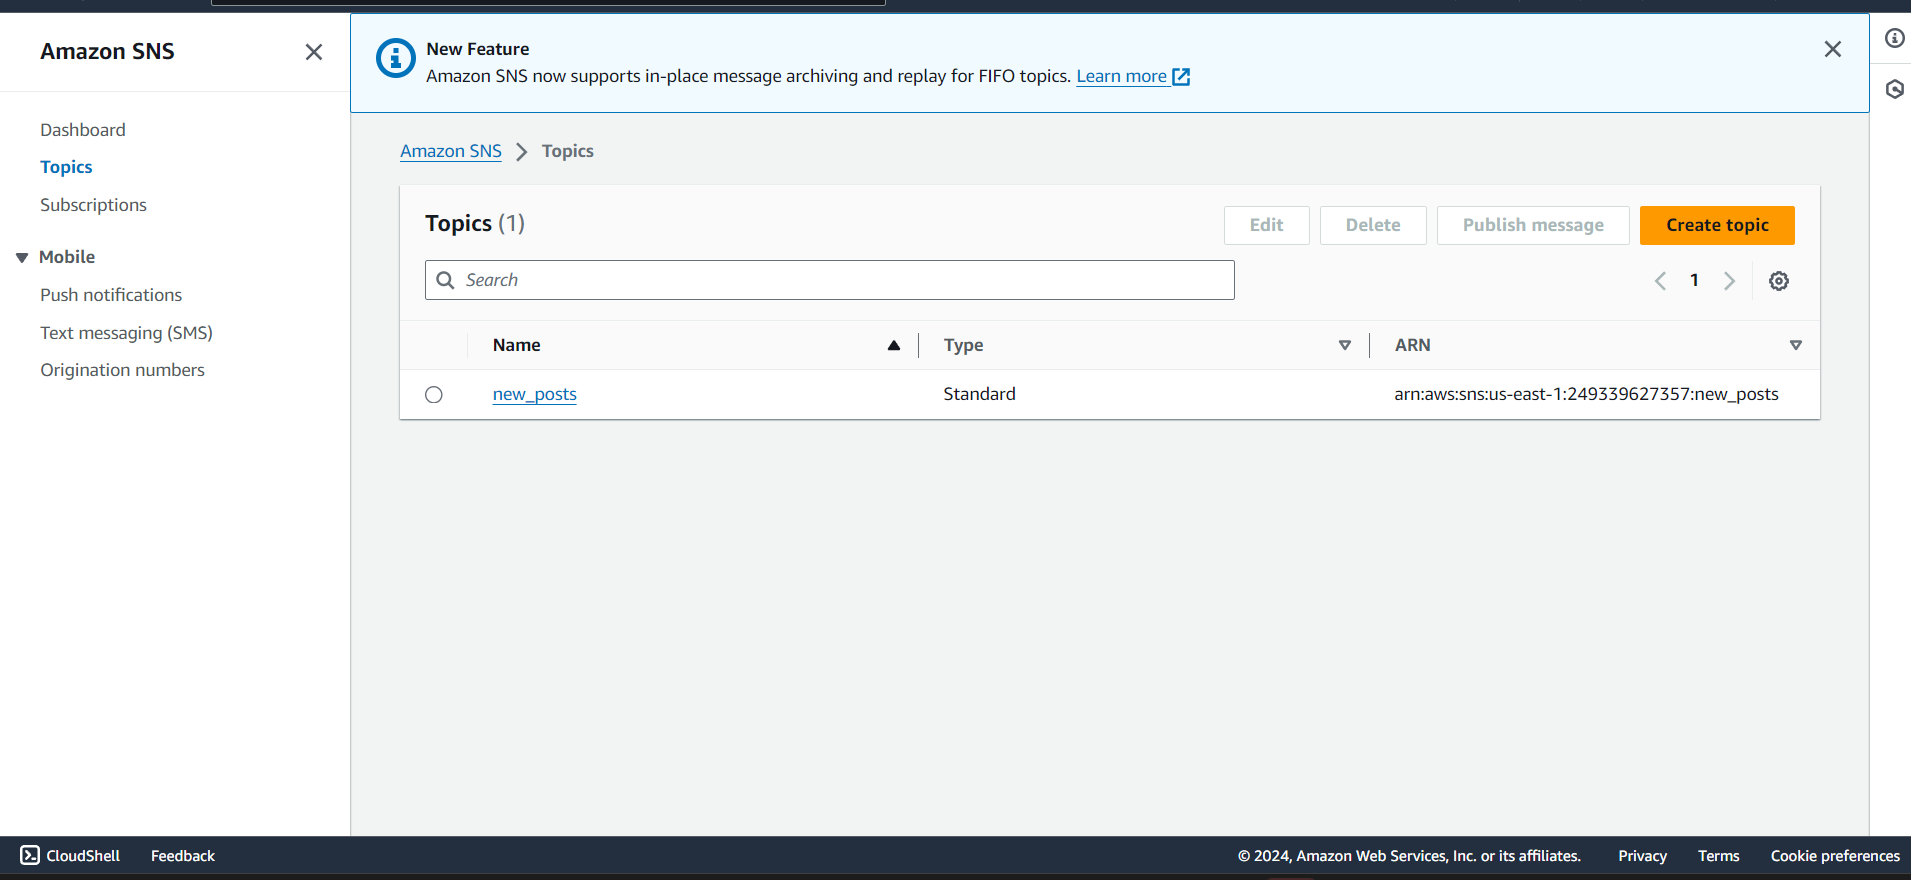 Amazon SNS
Dashboard
Topics
Subscriptions
Mobile
Push notifications
Text messaging (SMS)
Origination numbers
New Feature
Amazon SNS now supports in-place message archiving and replay for FIFO topics. Learn more
Amazon SNS Topics
Topics (1)
Edit Delete Publish message Create topic
Search
1
Name Type ARN
new_posts Standard arn:aws:sns:us-east-1:249339627357:new_posts
CloudShell Feedback © 2024, Amazon Web Services, Inc. or its affiliates. Privacy Terms Cookie preferences